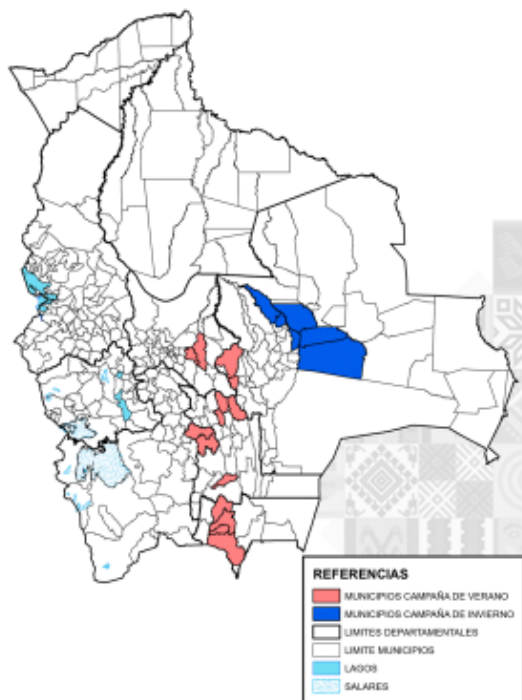 REFERENCIAS
MUNICIPIOS CAMPAÑA DE VERANO
MUNICIPIOS CAMPAÑA DE INVIERNO
LIMITES DEPARTAMENTALES
LIMITE MUNICIPIOS
LAGOS
SALARES